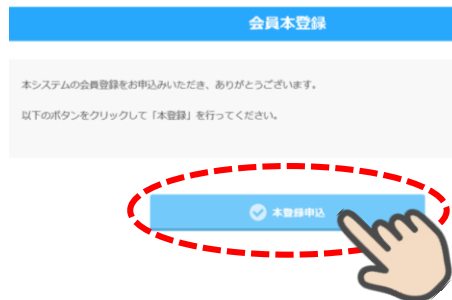 会員本登録
本システムの会員登録をお申込みいただき、ありがとうございます。
以下のボタンをクリックして「本登録」を行ってください。
本登録申込